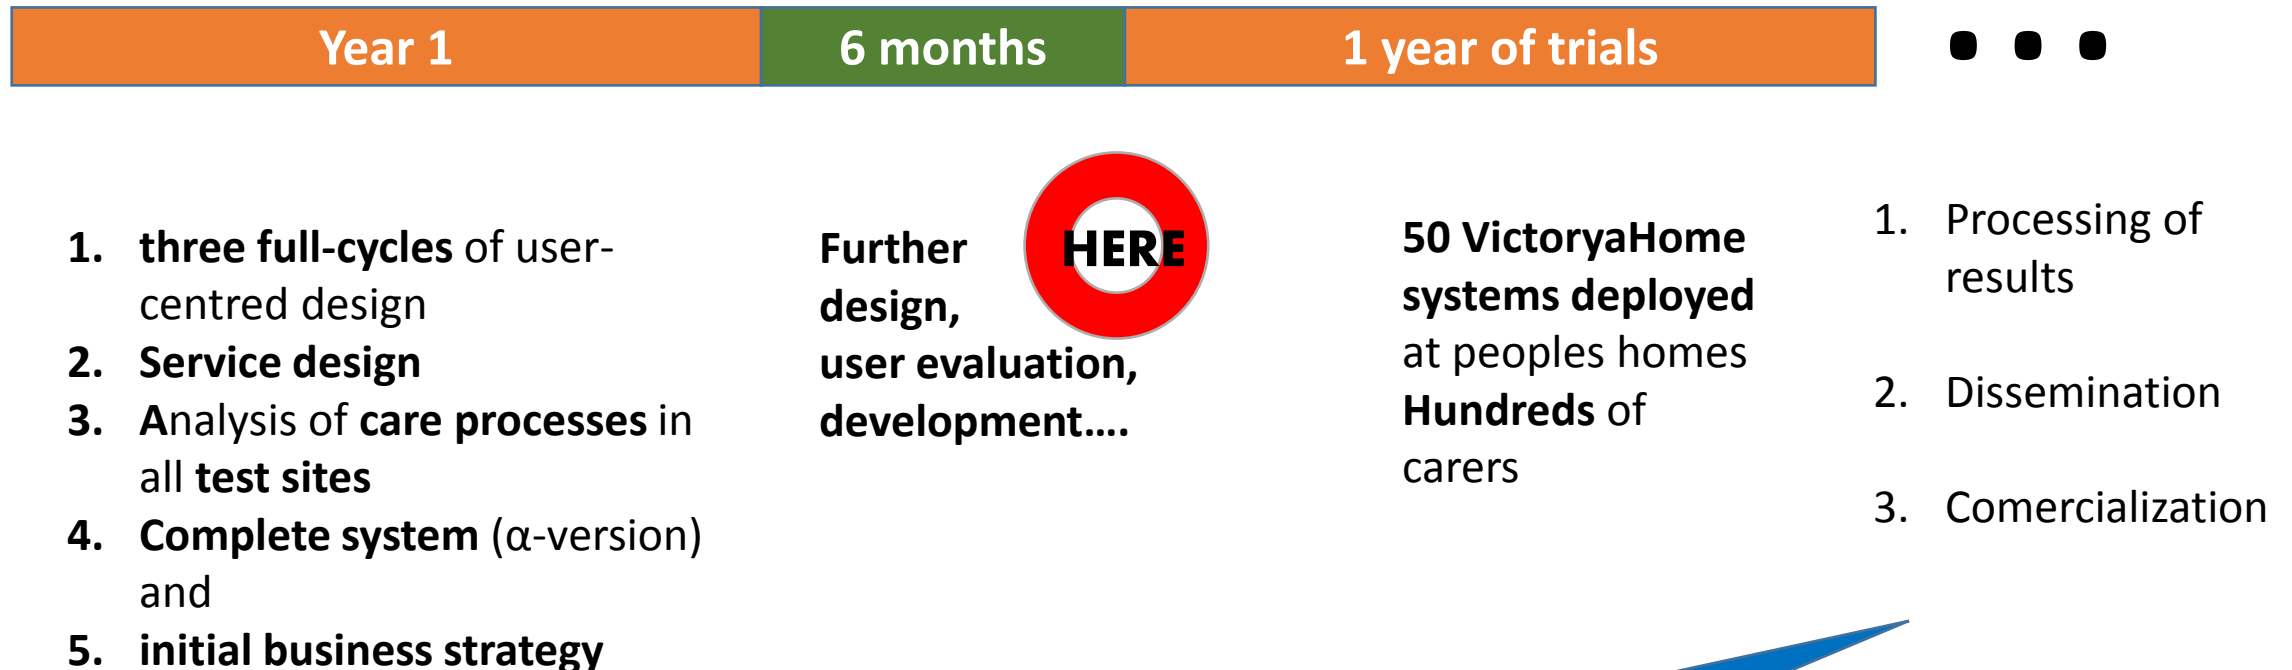 Year 1
6 months
1 year of trials
1. three full-cycles of user-
centred design
2. Service design
3. Analysis of care processes in
all test sites
4. Complete system (α-version)
and
5. initial business strategy
Further
design,
user evaluation,
development....
HERE
50 VictoryaHome
systems deployed
at peoples homes
Hundreds of
carers
1. Processing of
results
2. Dissemination
3. Comercialization